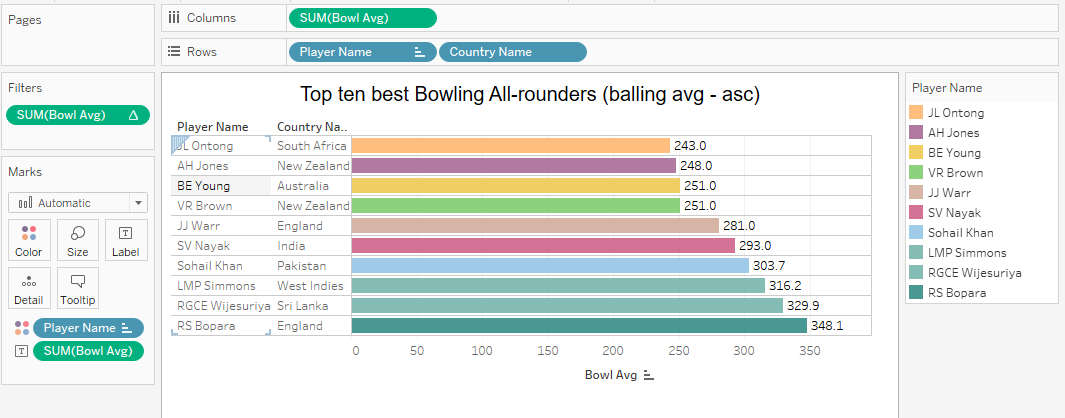 Pages
Columns
SUM(Bowl Avg)
Rows
Player Name
Country Name
Filters
SUM(Bowl Avg)
Marks
Automatic
Color
Size
Label
Detail
Tooltip
Player Name
SUM(Bowl Avg)
Top ten best Bowling All-rounders (balling avg - asc)
Player Name Country Na..
JL Ontong South Africa 243.0
AH Jones New Zealand 248.0
BE Young Australia 251.0
VR Brown New Zealand 251.0
JJ Warr England 281.0
SV Nayak India 293.0
Sohail Khan Pakistan 303.7
LMP Simmons West Indies 316.2
RGCE Wijesuriya Sri Lanka 329.9
RS Bopara England 348.1
0 50 100 150 200 250 300 350
Bowl Avg
Player Name
JL Ontong
AH Jones
BE Young
VR Brown
JJ Warr
SV Nayak
Sohail Khan
LMP Simmons
RGCE Wijesuriya
RS Bopara